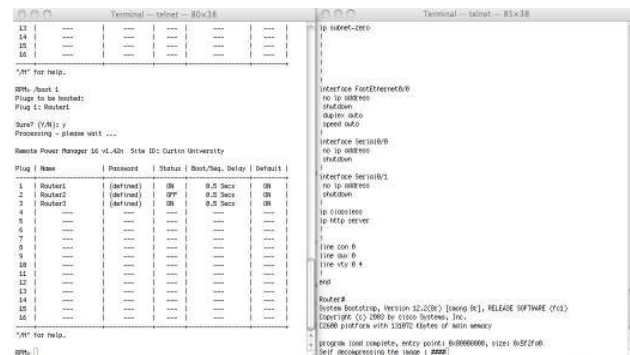 Terminal — telnet — 80×38
13 | --- | --- | --- | --- | --- |
14 | --- | --- | --- | --- | --- |
15 | --- | --- | --- | --- | --- |
16 | --- | --- | --- | --- | --- |
"/H" for help.
RPM> /boot 1
Plugs to be booted:
Plug 1: Router1
Sure? (Y/N): y
Processing - please wait ...
Remote Power Manager 16 v1.42n Site ID: Curtin University
Plug | Name | Password | Status | Boot/Seq. Delay | Default |
1 | Router1 | (defined) | ON | 0.5 Secs | ON |
2 | Router2 | (defined) | OFF | 0.5 Secs | ON |
3 | Router3 | (defined) | ON | 0.5 Secs | ON |
4 | --- | --- | --- | --- | --- |
5 | --- | --- | --- | --- | --- |
6 | --- | --- | --- | --- | --- |
7 | --- | --- | --- | --- | --- |
8 | --- | --- | --- | --- | --- |
9 | --- | --- | --- | --- | --- |
10 | --- | --- | --- | --- | --- |
11 | --- | --- | --- | --- | --- |
12 | --- | --- | --- | --- | --- |
13 | --- | --- | --- | --- | --- |
14 | --- | --- | --- | --- | --- |
15 | --- | --- | --- | --- | --- |
16 | --- | --- | --- | --- | --- |
"/H" for help.
RPM>
Terminal — telnet — 85×38
ip subnet-zero
!
!
!
!
!
interface FastEthernet0/0
no ip address
shutdown
duplex auto
speed auto
!
interface Serial0/0
no ip address
shutdown
!
interface Serial0/1
no ip address
shutdown
!
ip classless
ip http server
!
!
line con 0
line aux 0
line vty 0 4
!
end
Router#
System Bootstrap, Version 12.2(8r) [cmong 8r], RELEASE SOFTWARE (fc1)
Copyright (c) 2003 by cisco Systems, Inc.
C2600 platform with 131072 Kbytes of main memory
program load complete, entry point: 0x80008000, size: 0x5f2fa8
Self decompressing the image : ####